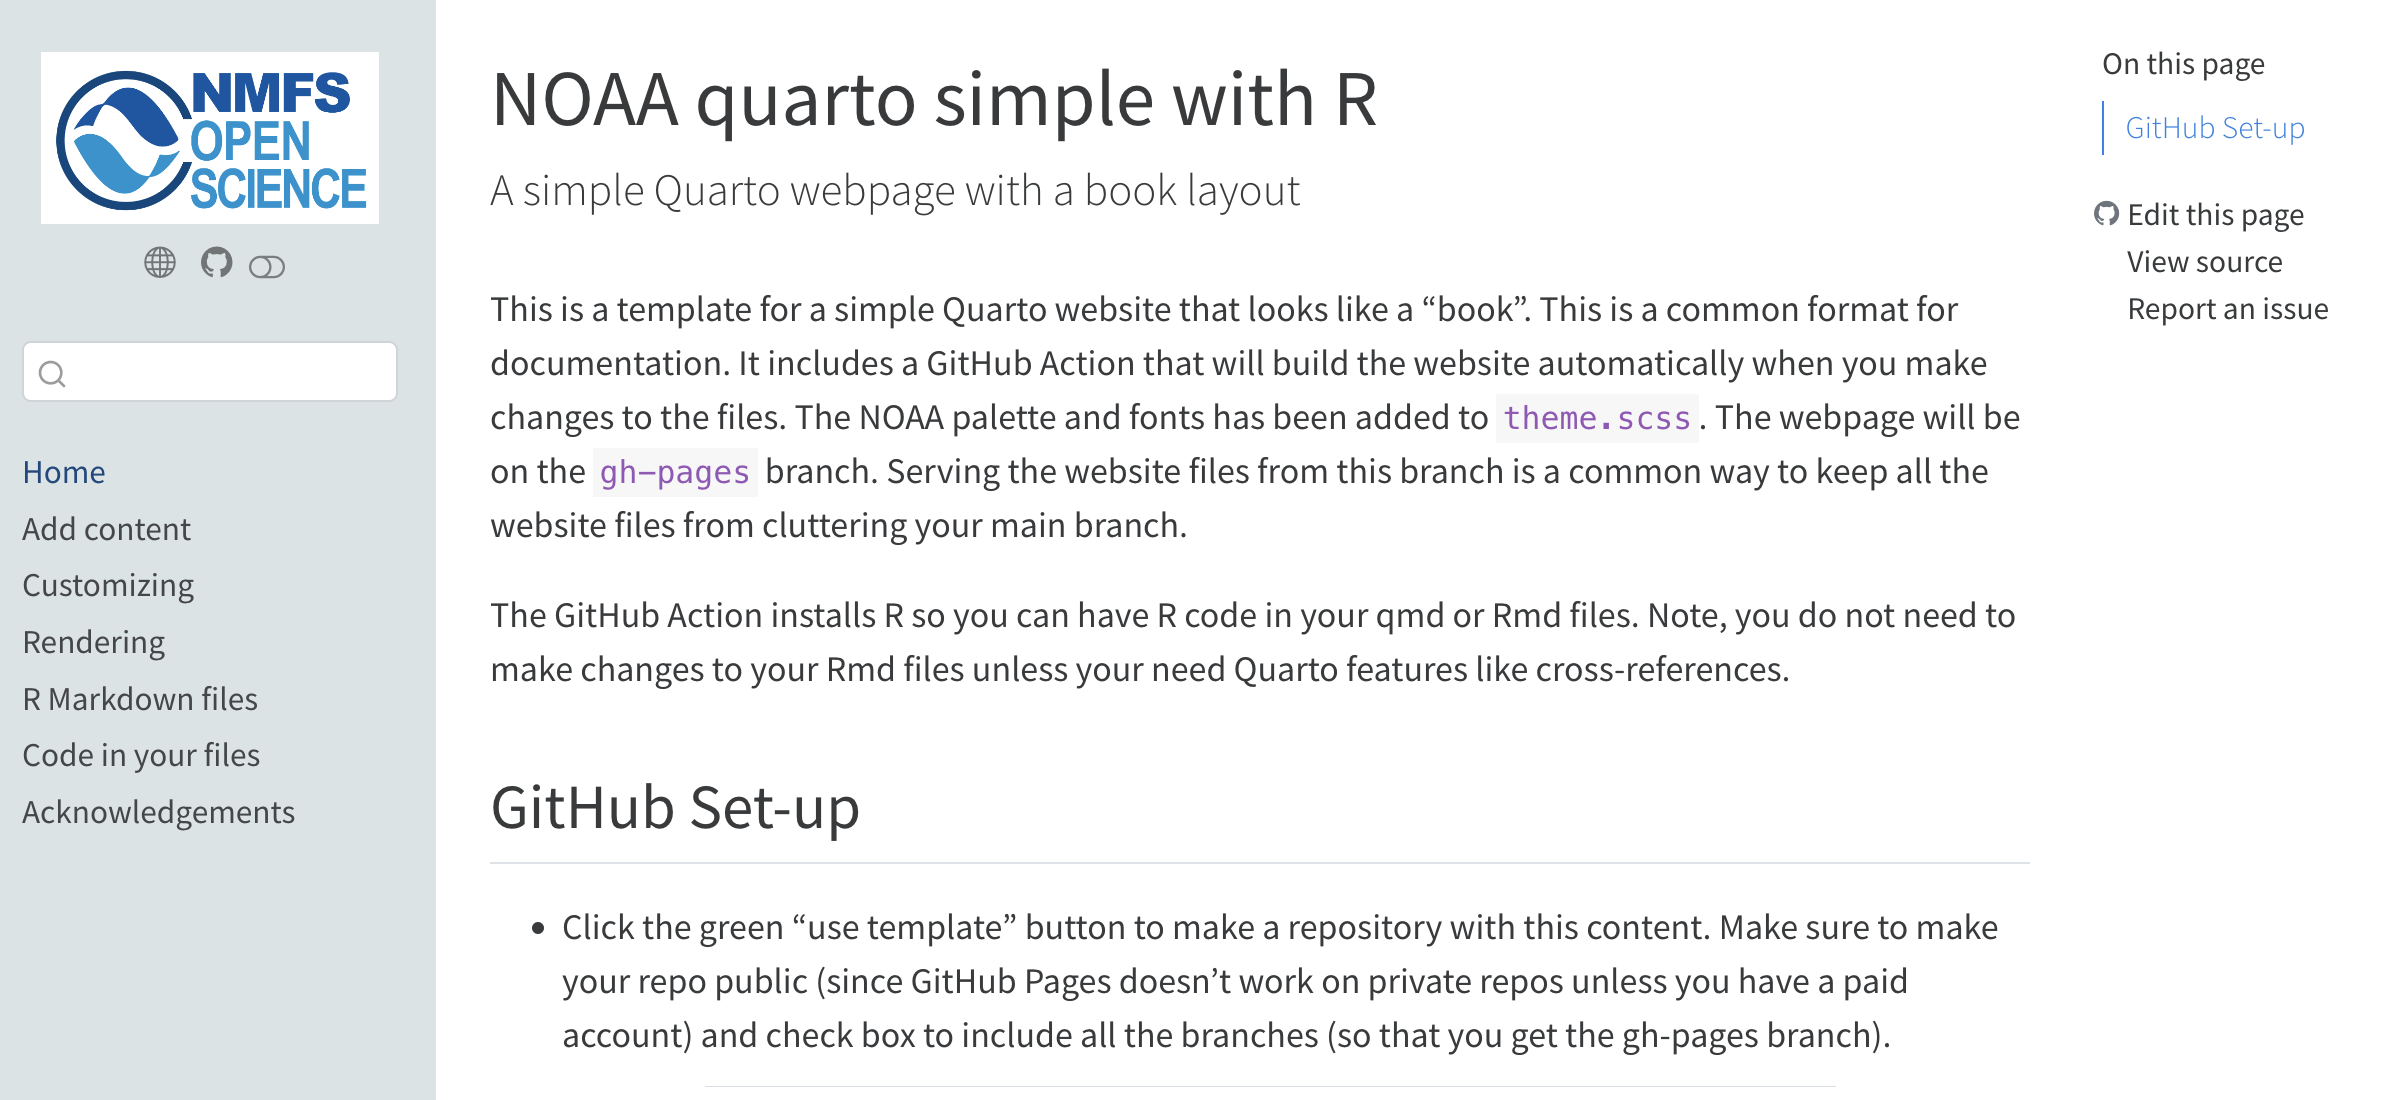 NMFS
OPEN
SCIENCE
Home
Add content
Customizing
Rendering
R Markdown files
Code in your files
Acknowledgements
NOAA quarto simple with R
A simple Quarto webpage with a book layout
This is a template for a simple Quarto website that looks like a “book”. This is a common format for
documentation. It includes a GitHub Action that will build the website automatically when you make
changes to the files. The NOAA palette and fonts has been added to theme.scss. The webpage will be
on the gh-pages branch. Serving the website files from this branch is a common way to keep all the
website files from cluttering your main branch.
The GitHub Action installs R so you can have R code in your qmd or Rmd files. Note, you do not need to
make changes to your Rmd files unless your need Quarto features like cross-references.
GitHub Set-up
• Click the green “use template” button to make a repository with this content. Make sure to make
your repo public (since GitHub Pages doesn’t work on private repos unless you have a paid
account) and check box to include all the branches (so that you get the gh-pages branch).
On this page
GitHub Set-up
Edit this page
View source
Report an issue